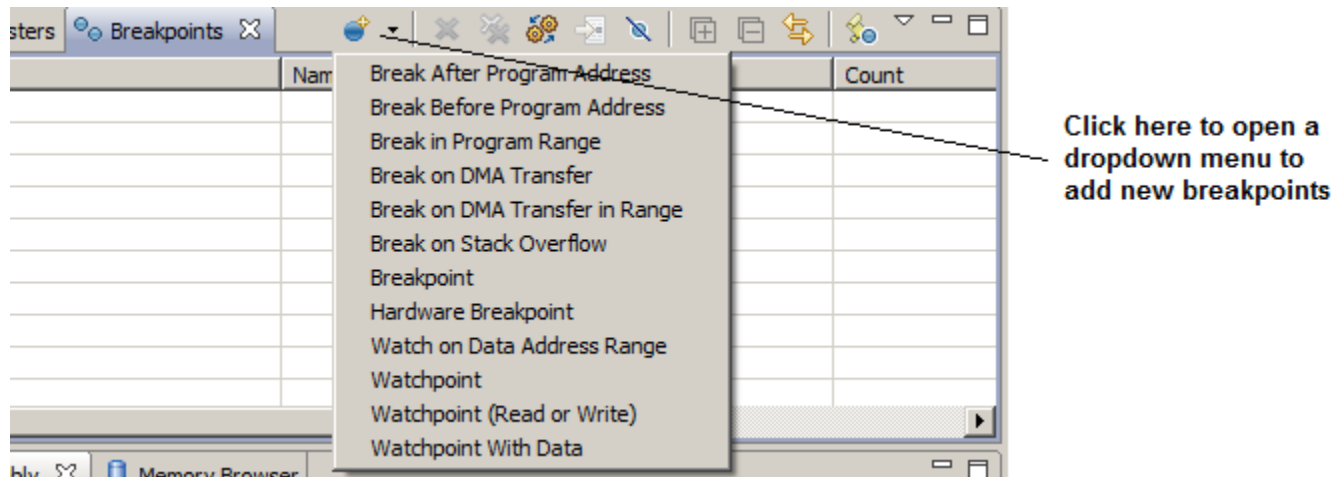 sters Breakpoints
Nam Count
Break After Program Address
Break Before Program Address
Break in Program Range
Break on DMA Transfer
Break on DMA Transfer in Range
Break on Stack Overflow
Breakpoint
Hardware Breakpoint
Watch on Data Address Range
Watchpoint
Watchpoint (Read or Write)
Watchpoint With Data
Click here to open a
dropdown menu to
add new breakpoints
bly Memory Browser